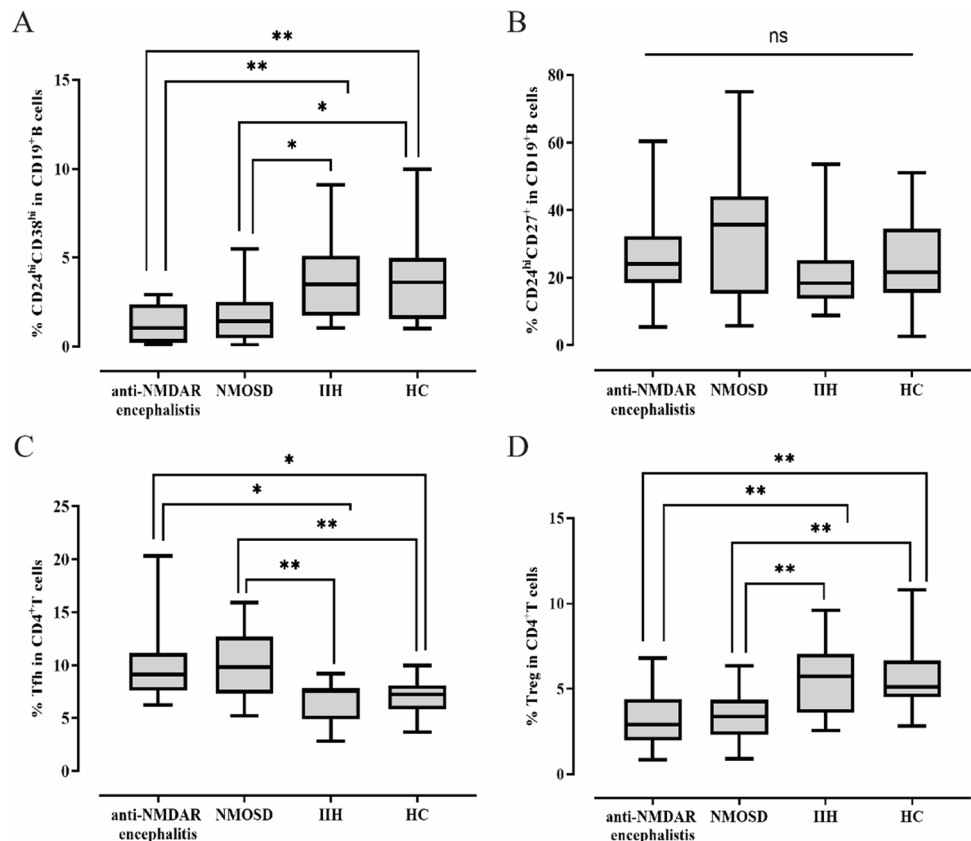 A
**
**
*
*
15
10
5
0
% CD24hiCD38hi in CD19+B cells
anti-NMDAR
encephalistis
NMOSD
IIH
HC
B
ns
80
60
40
20
0
% CD24hiCD27+ in CD19+B cells
anti-NMDAR
encephalistis
NMOSD
IIH
HC
C
*
*
**
**
25
20
15
10
5
0
% Tfh in CD4+T cells
anti-NMDAR
encephalitis
NMOSD
IIH
HC
D
**
**
**
**
15
10
5
0
% Treg in CD4+T cells
anti-NMDAR
encephalistis
NMOSD
IIH
HC